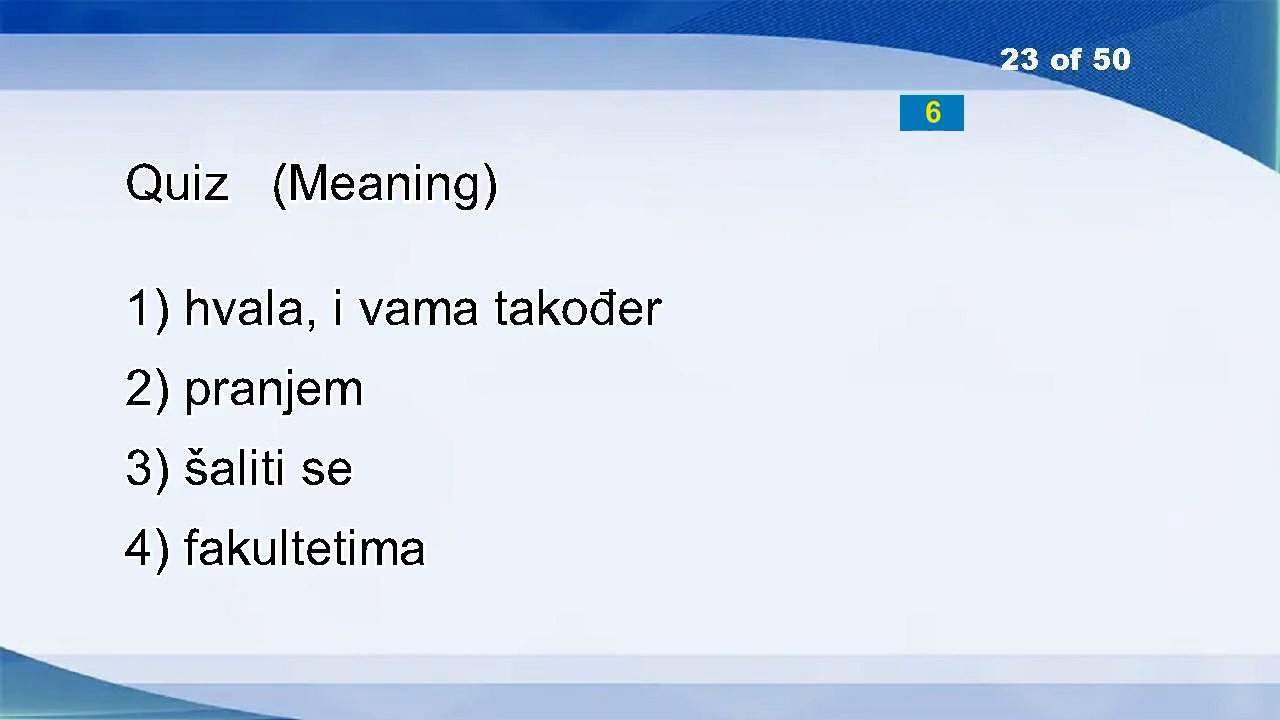 23 of 50
6
Quiz (Meaning)
1) hvala, i vama također
2) pranjem
3) šaliti se
4) fakultetima